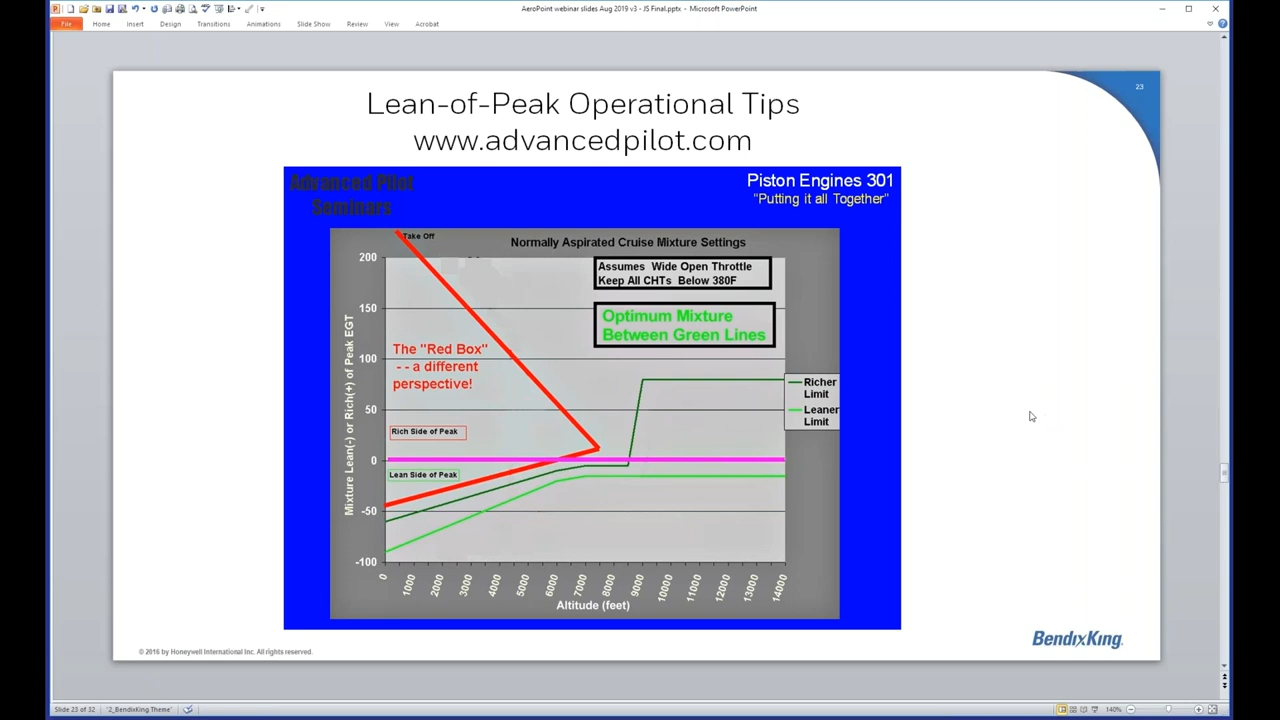 AeroPoint webinar slides Aug 2019 v3 - JS Final.pptx - Microsoft PowerPoint
File Home Insert Design Transitions Animations Slide Show Review View Acrobat
23
Lean-of-Peak Operational Tips
www.advancedpilot.com
Advanced Pilot
Seminars
Piston Engines 301
"Putting it all Together"
Take Off
Normally Aspirated Cruise Mixture Settings
Assumes Wide Open Throttle
Keep All CHTs Below 380F
Optimum Mixture
Between Green Lines
The "Red Box"
- - a different
perspective!
Rich Side of Peak
Lean Side of Peak
Richer
Limit
Leaner
Limit
Mixture Lean(-) or Rich(+) of Peak EGT
200
150
100
50
0
-50
-100
0 1000 2000 3000 4000 5000 6000 7000 8000 9000 10000 11000 12000 13000 14000
Altitude (feet)
© 2016 by Honeywell International Inc. All rights reserved.
BendixKing
Slide 23 of 32 "2_BendixKing Theme" 140%